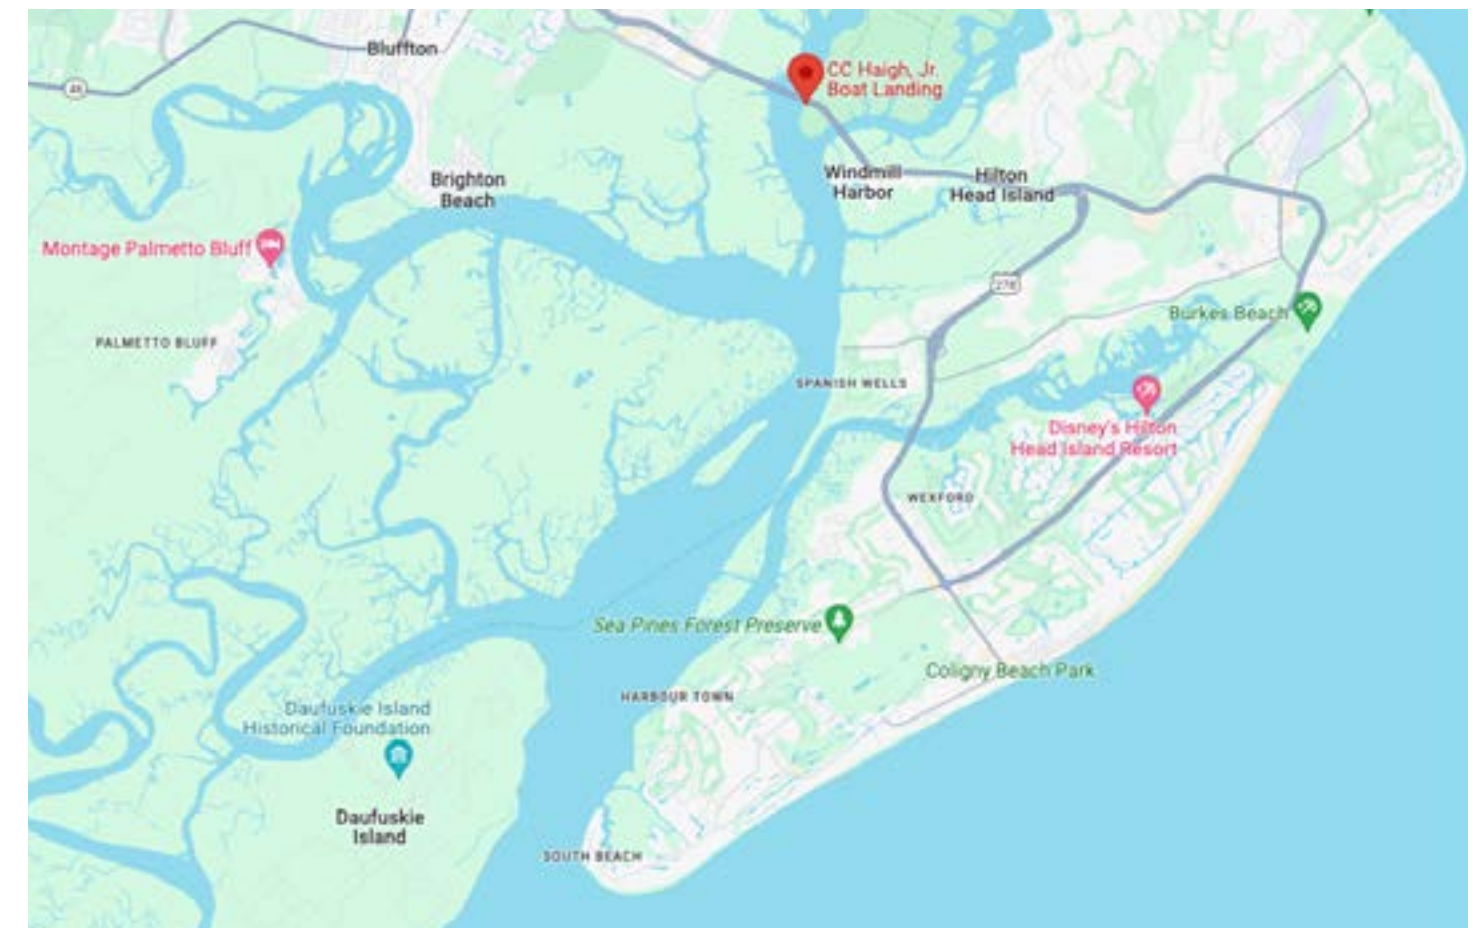 Bluffton
CC Haigh, Jr.
Boat Landing
46
Brighton
Beach
Windmill
Harbor
Hilton
Head Island
Montage Palmetto Bluff
278
Burkes Beach
PALMETTO BLUFF
SPANISH WELLS
Disney's Hilton
Head Island Resort
WEXFORD
Sea Pines Forest Preserve
Coligny Beach Park
HARBOUR TOWN
Daufuskie Island
Historical Foundation
Daufuskie
Island
SOUTH BEACH